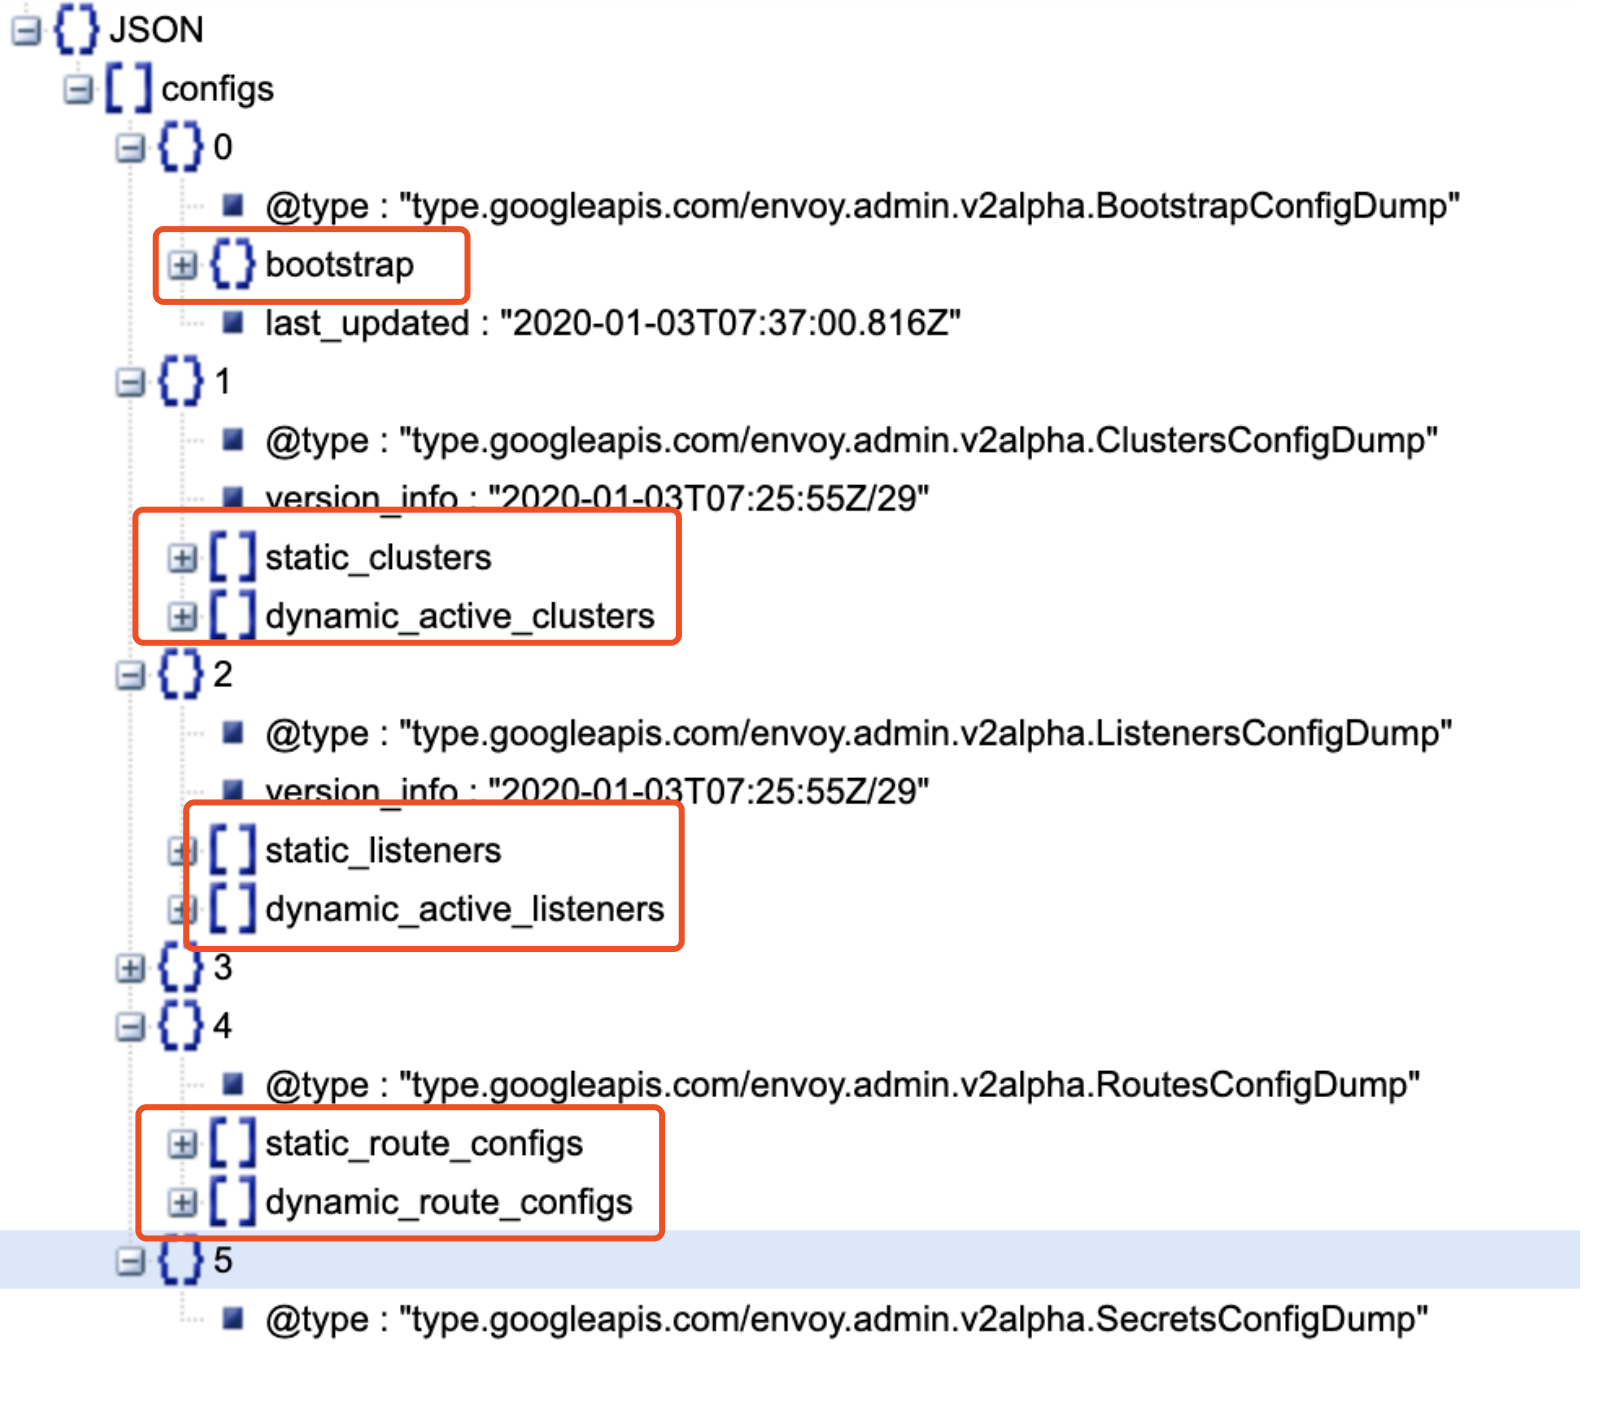 JSON
configs
0
@type : "type.googleapis.com/envoy.admin.v2alpha.BootstrapConfigDump"
bootstrap
last_updated : "2020-01-03T07:37:00.816Z"
1
@type : "type.googleapis.com/envoy.admin.v2alpha.ClustersConfigDump"
version_info : "2020-01-03T07:25:55Z/29"
static_clusters
dynamic_active_clusters
2
@type : "type.googleapis.com/envoy.admin.v2alpha.ListenersConfigDump"
version_info : "2020-01-03T07:25:55Z/29"
static_listeners
dynamic_active_listeners
3
4
@type : "type.googleapis.com/envoy.admin.v2alpha.RoutesConfigDump"
static_route_configs
dynamic_route_configs
5
@type : "type.googleapis.com/envoy.admin.v2alpha.SecretsConfigDump"